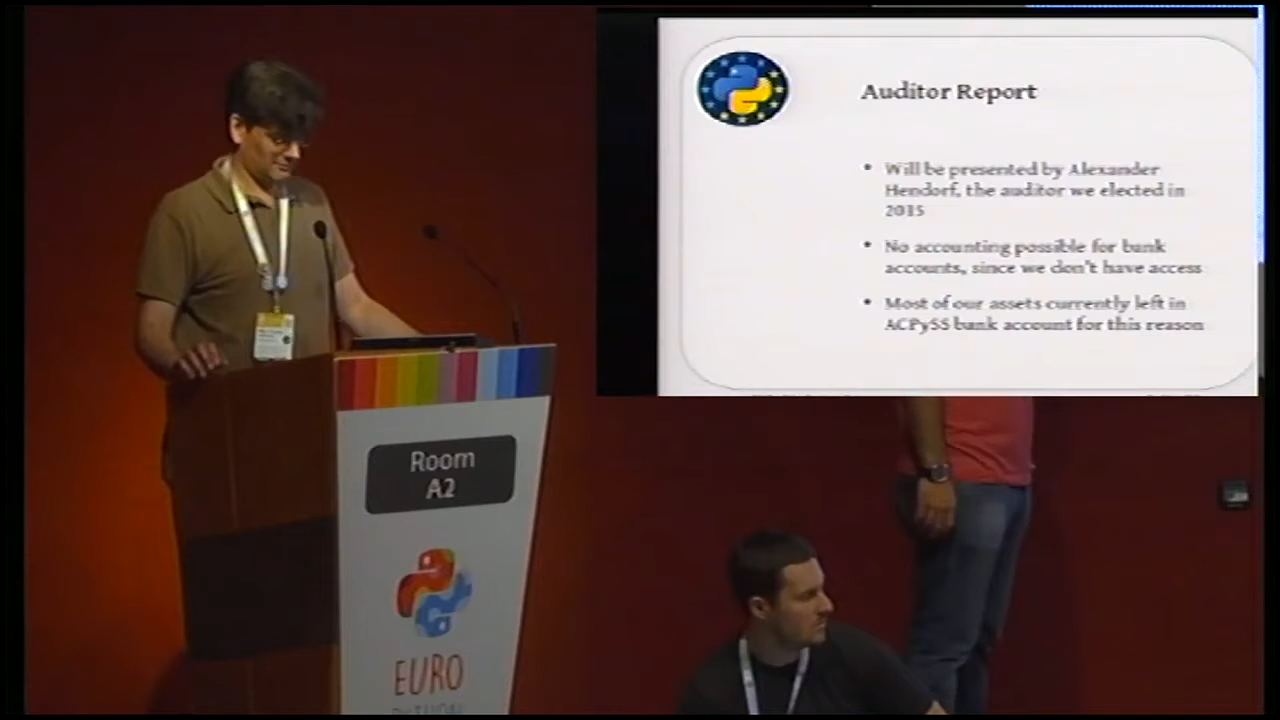 Auditor Report
• Will be presented by Alexander
Hendorf, the auditor we elected in
2015
• No accounting possible for bank
accounts, since we don't have access
• Most of our assets currently left in
ACPySS bank account for this reason
Room
A2
EURO